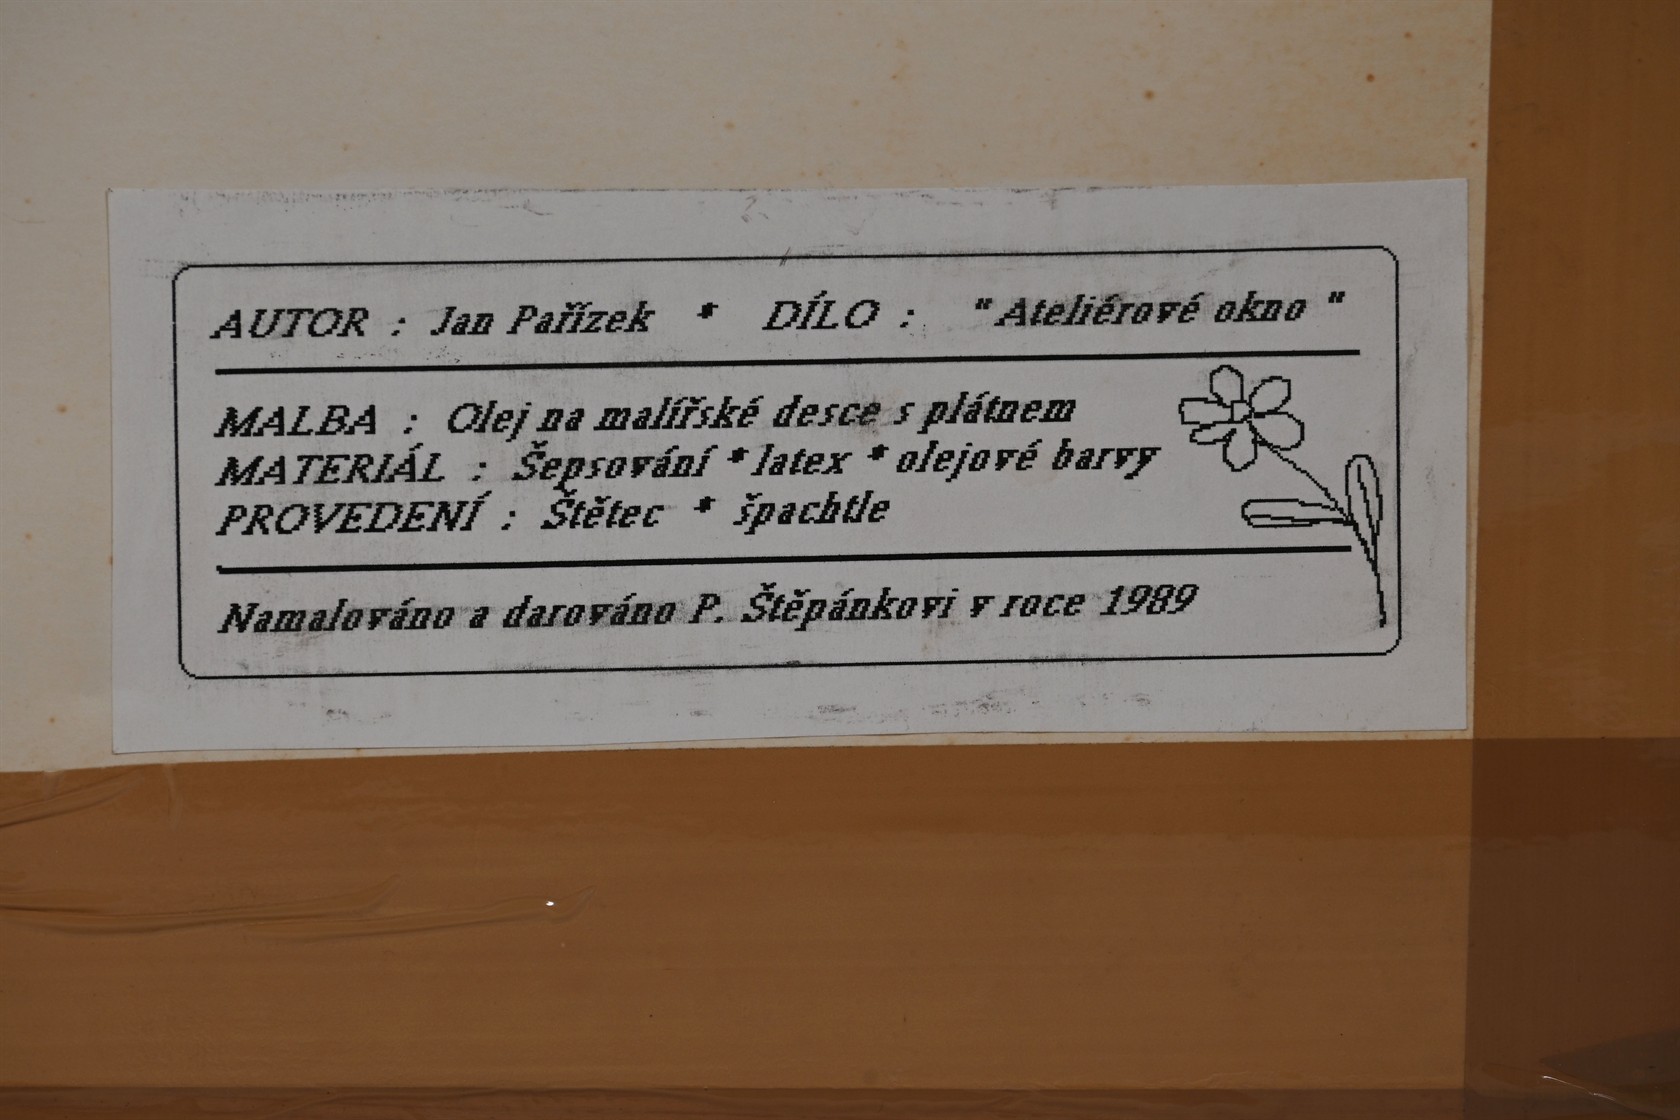 AUTOR : Jan Pařízek * DÍLO : " Ateliérové okno "
MALBA : Olej na malířské desce s plátnem
MATERIÁL : Šepsování * latex * olejové barvy
PROVEDENÍ : Štětec * špachtle
Namalováno a darováno P. Štěpánkovi v roce 1989